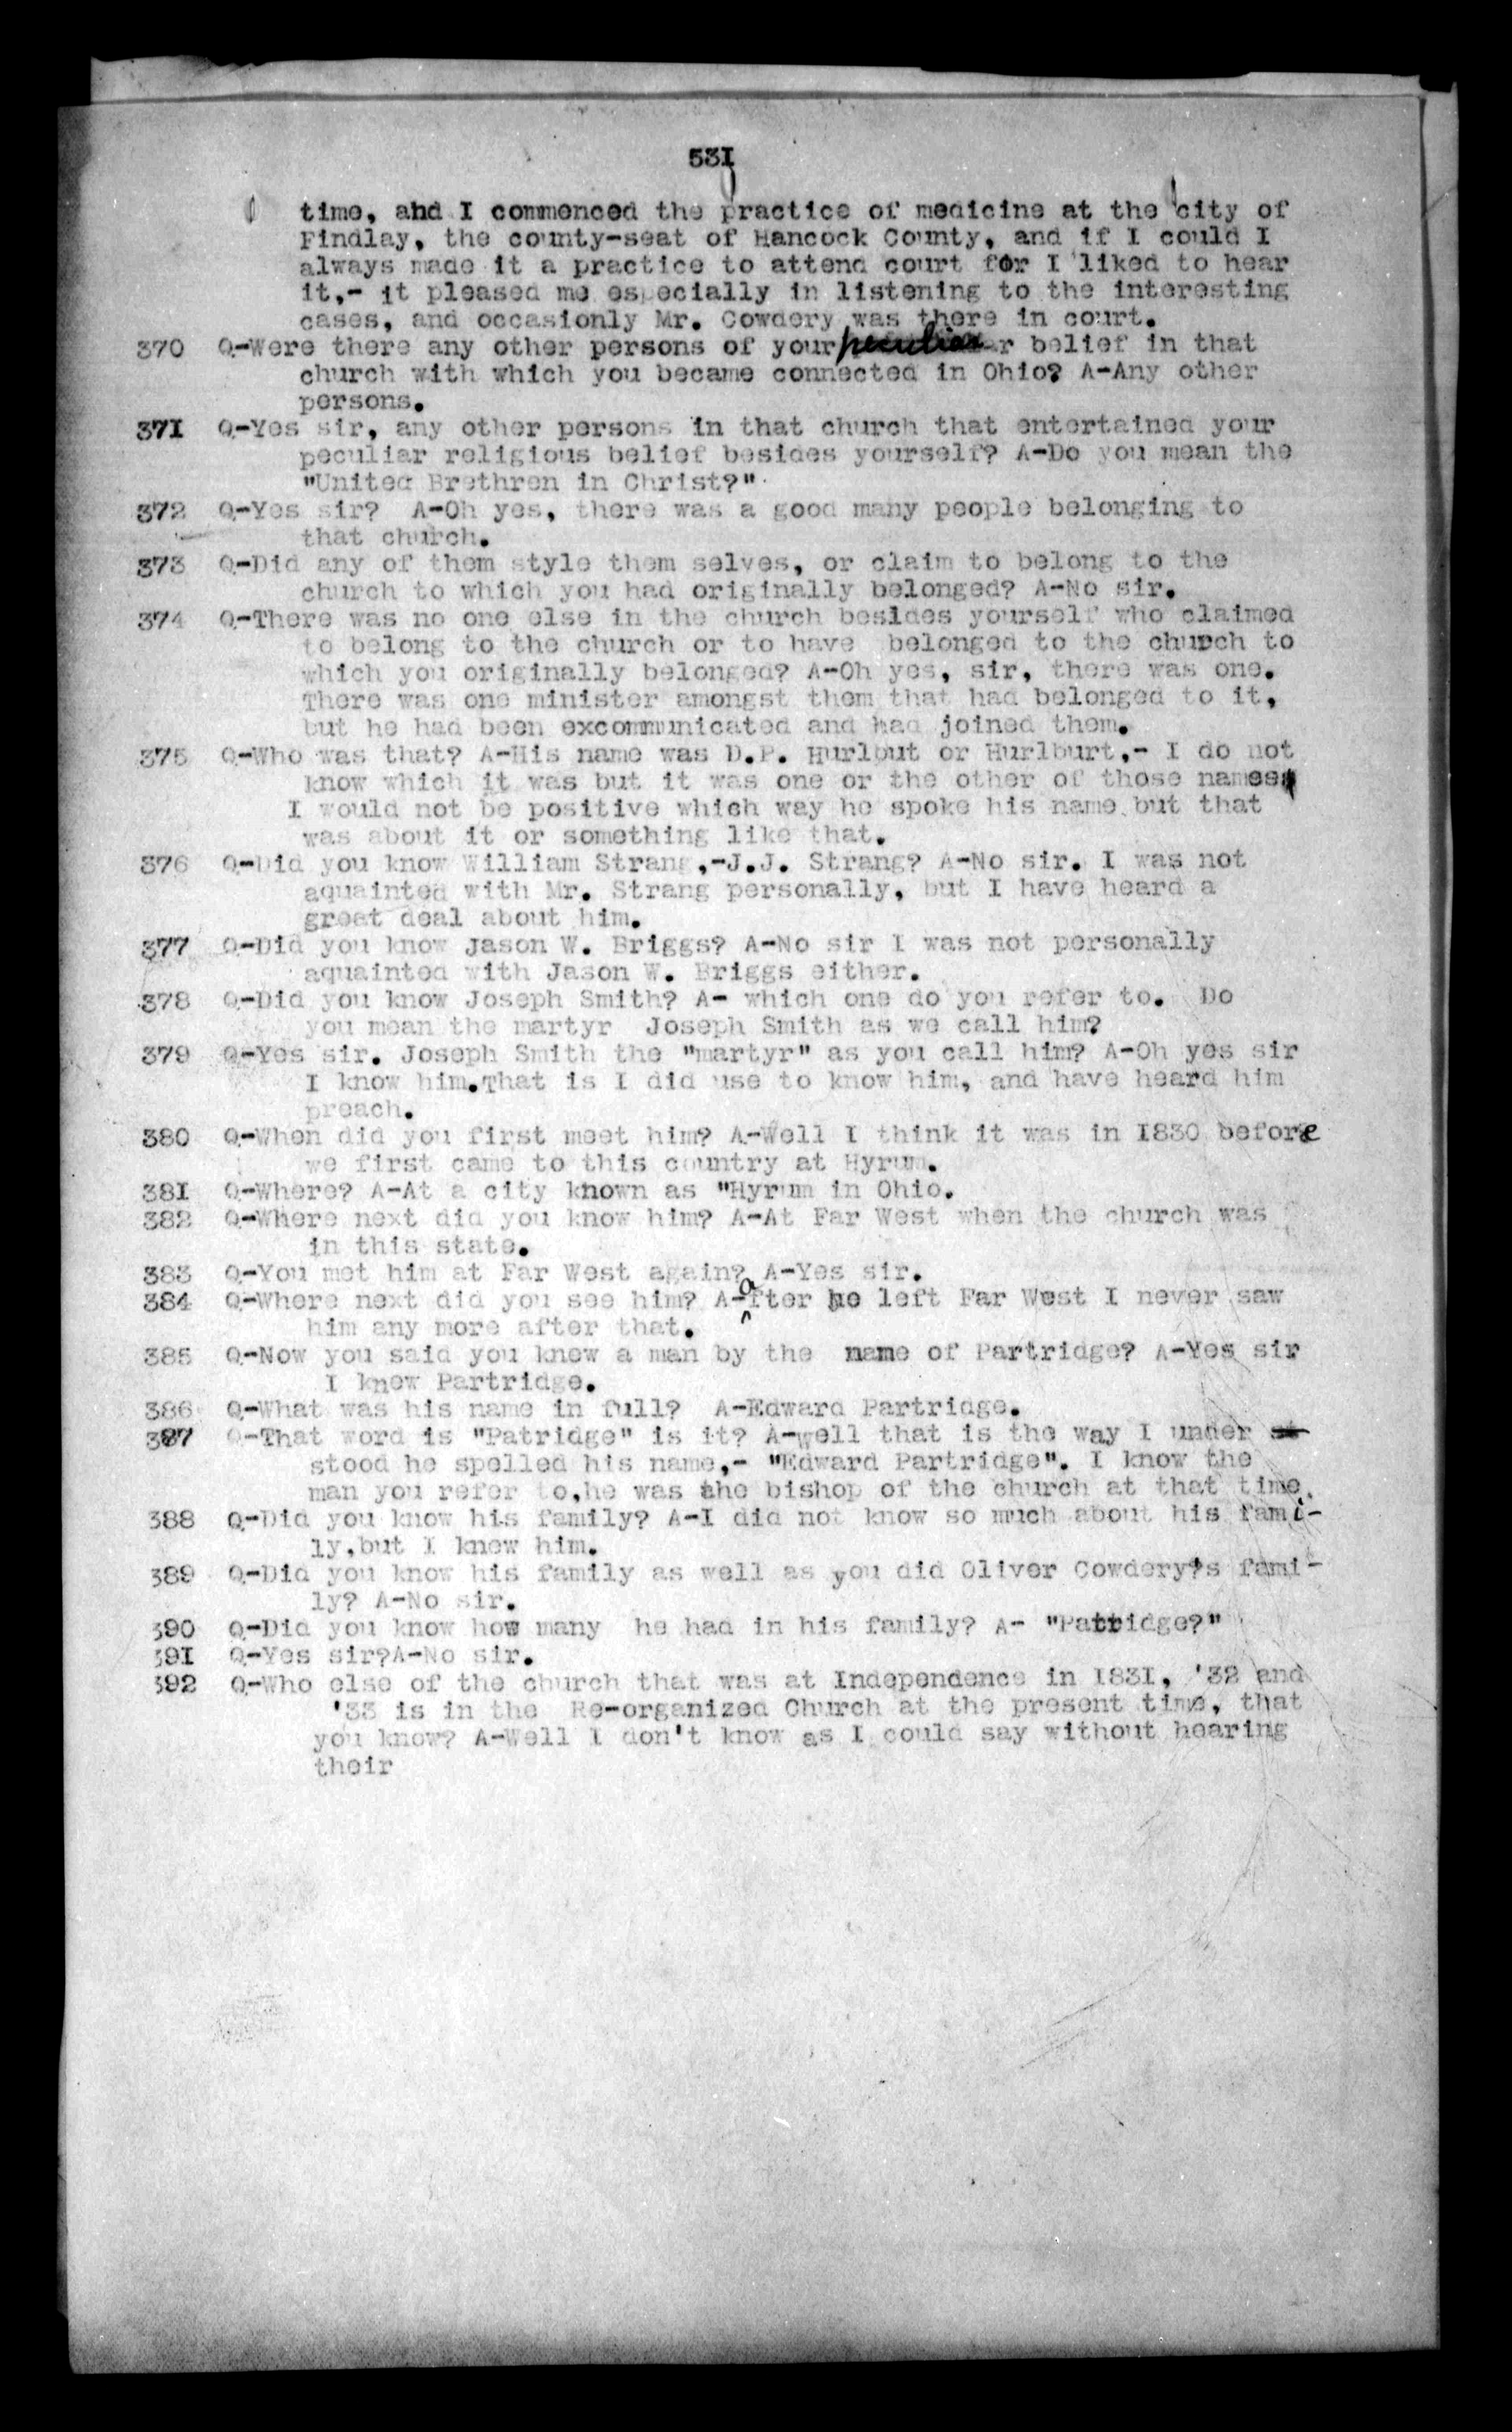 531
time, ahd I commenced the practice of medicine at the city of
Findlay, the county-seat of Hancock County, and if I could I
always made it a practice to attend court for I liked to hear
it,- it pleased me especially in listening to the interesting
cases, and occasionly Mr. Cowdery was there in court.
370 Q-Were there any other persons of your peculiar belief in that
church with which you became connected in Ohio? A-Any other
persons.
371 Q-Yes sir, any other persons in that church that entertained your
peculiar religious belief besides yourself? A-Do you mean the
"United Brethren in Christ?"
372 Q-Yes sir? A-Oh yes, there was a good many people belonging to
that church.
373 Q-Did any of them style them selves, or claim to belong to the
church to which you had originally belonged? A-No sir.
374 Q-There was no one else in the church besides yourself who claimed
to belong to the church or to have belonged to the church to
which you originally belonged? A-Oh yes, sir, there was one.
There was one minister amongst them that had belonged to it,
but he had been excommunicated and had joined them.
375 Q-Who was that? A-His name was D.P. Hurlbut or Hurlburt,- I do not
know which it was but it was one or the other of those names
I would not be positive which way he spoke his name but that
was about it or something like that.
376 Q-Did you know William Strang,-J.J. Strang? A-No sir. I was not
aquainted with Mr. Strang personally, but I have heard a
great deal about him.
377 Q-Did you know Jason W. Briggs? A-No sir I was not personally
aquainted with Jason W. Briggs either.
378 Q-Did you know Joseph Smith? A- which one do you refer to. Do
you mean the martyr Joseph Smith as we call him?
379 Q-Yes sir. Joseph Smith the "martyr" as you call him? A-Oh yes sir
I know him.That is I did use to know him, and have heard him
preach.
380 Q-When did you first meet him? A-Well I think it was in 1830 before
we first came to this country at Hyrum.
381 Q-Where? A-At a city known as "Hyrum in Ohio.
382 Q-Where next did you know him? A-At Far West when the church was
in this state.
383 Q-You met him at Far West again? A-Yes sir.
384 Q-Where next did you see him? A-after he left Far West I never saw
him any more after that.
385 Q-Now you said you knew a man by the name of Partridge? A-Yes sir
I knew Partridge.
386 Q-What was his name in full? A-Edward Partridge.
387 Q-That word is "Patridge" is it? A-well that is the way I under
stood he spelled his name,- "Edward Partridge". I know the
man you refer to,he was the bishop of the church at that time.
388 Q-Did you know his family? A-I did not know so much about his fami-
ly,but I knew him.
389 Q-Did you know his family as well as you did Oliver Cowdery's fami-
ly? A-No sir.
390 Q-Did you know how many he had in his family? A- "Patridge?"
391 Q-Yes sir?A-No sir.
392 Q-Who else of the church that was at Independence in 1831, '32 and
'33 is in the Re-organized Church at the present time, that
you know? A-Well I don't know as I could say without hearing
their